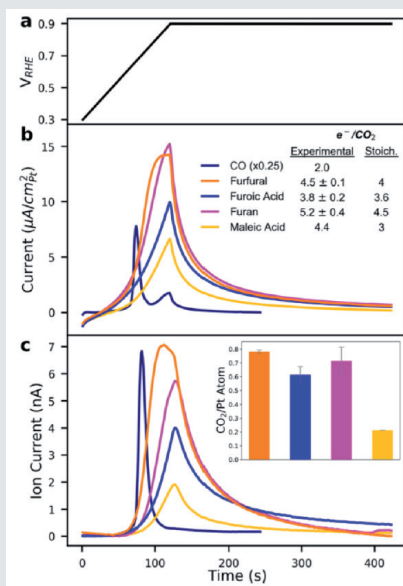 a
0.9
0.6
0.3
V_RHE
b
e⁻/CO₂
Experimental Stoich.
CO (x0.25) 2.0
Furfural 4.5 ± 0.1 4
Furoic Acid 3.8 ± 0.2 3.6
Furan 5.2 ± 0.4 4.5
Maleic Acid 4.4 3
15
10
5
0
Current (μA/cm²_Pt)
c
7
6
5
4
3
2
1
0
Ion Current (nA)
0.8
0.7
0.6
0.5
0.4
0.3
0.2
0.1
0.0
CO₂/Pt Atom
0 100 200 300 400
Time (s)